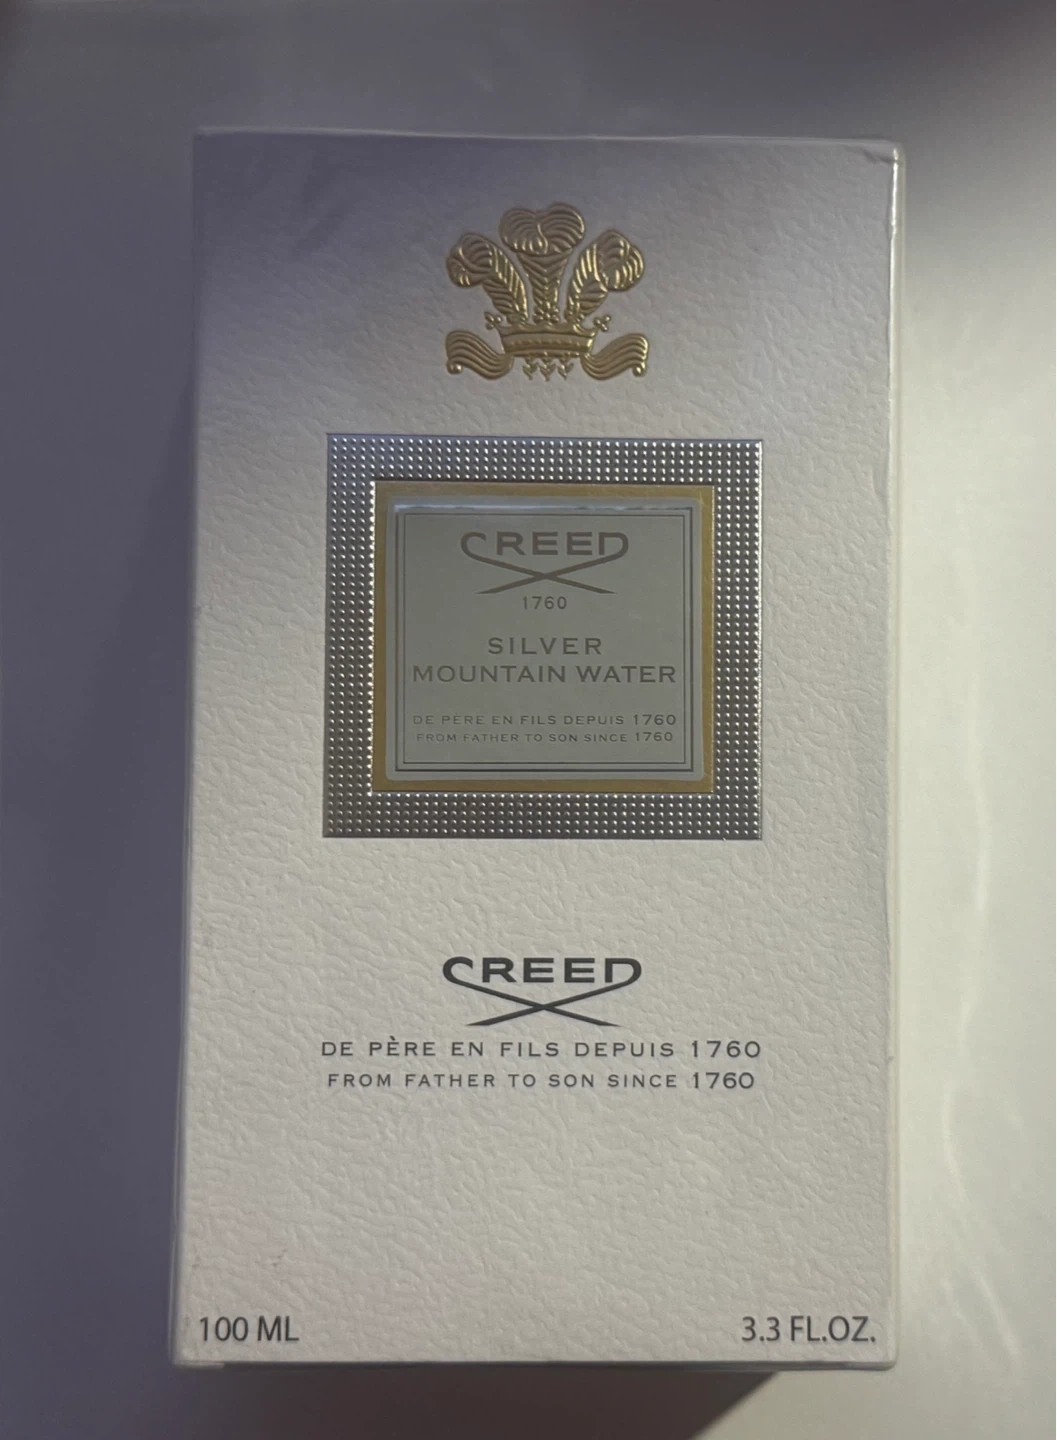 CREED
1760
SILVER
MOUNTAIN WATER
DE PÈRE EN FILS DEPUIS 1760
FROM FATHER TO SON SINCE 1760
CREED
DE PÈRE EN FILS DEPUIS 1760
FROM FATHER TO SON SINCE 1760
100 ML
3.3 FL.OZ.